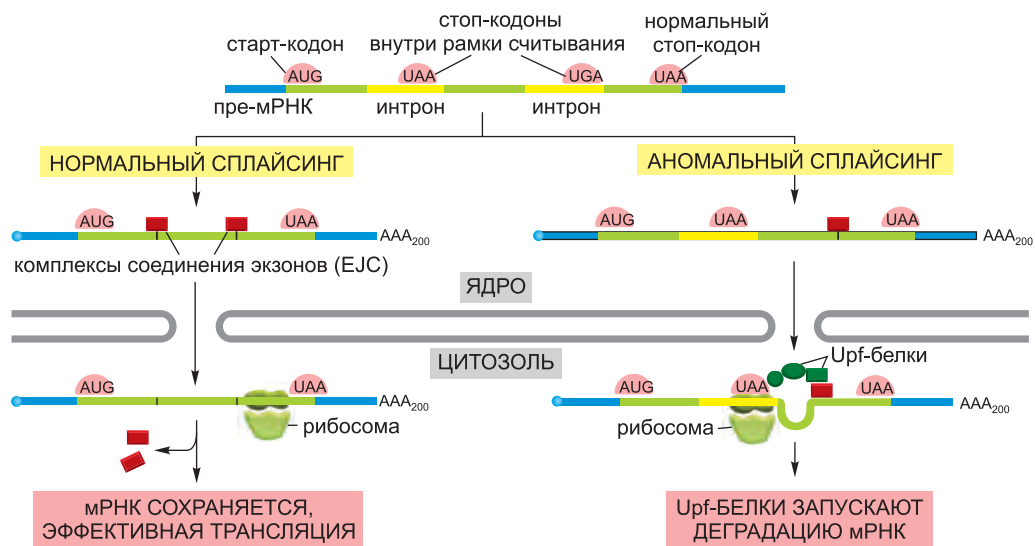 стоп-кодоны
внутри рамки считывания
нормальный
стоп-кодон
старт-кодон
AUG
UAA
UGA
UAA
пре-мРНК
интрон
интрон
НОРМАЛЬНЫЙ СПЛАЙСИНГ
АНОМАЛЬНЫЙ СПЛАЙСИНГ
AUG
UAA
AAA200
AUG
UAA
UAA
AAA200
комплексы соединения экзонов (EJC)
ЯДРО
ЦИТОЗОЛЬ
Upf-белки
AUG
UAA
AAA200
рибосома
AUG
UAA
UAA
AAA200
рибосома
мРНК СОХРАНЯЕТСЯ,
ЭФФЕКТИВНАЯ ТРАНСЛЯЦИЯ
Upf-БЕЛКИ ЗАПУСКАЮТ
ДЕГРАДАЦИЮ мРНК